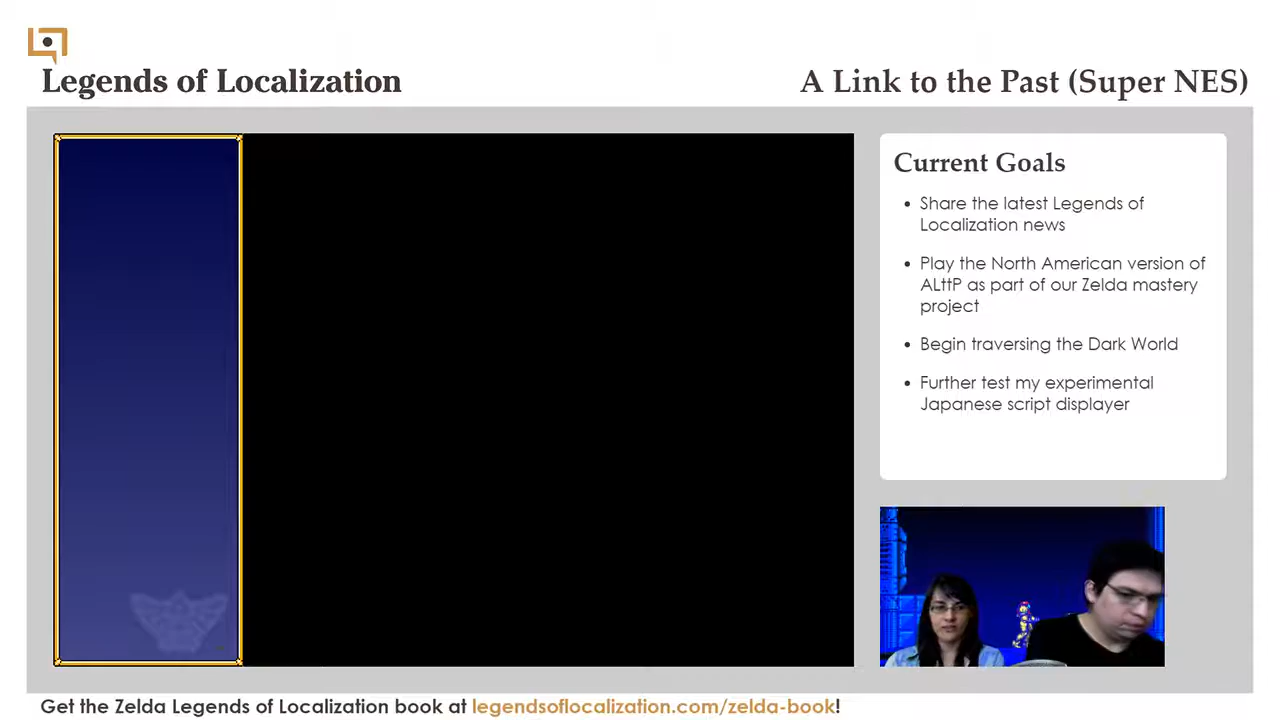 Legends of Localization
A Link to the Past (Super NES)
Current Goals
• Share the latest Legends of
Localization news
• Play the North American version of
ALttP as part of our Zelda mastery
project
• Begin traversing the Dark World
• Further test my experimental
Japanese script displayer
Get the Zelda Legends of Localization book at legendsoflocalization.com/zelda-book!